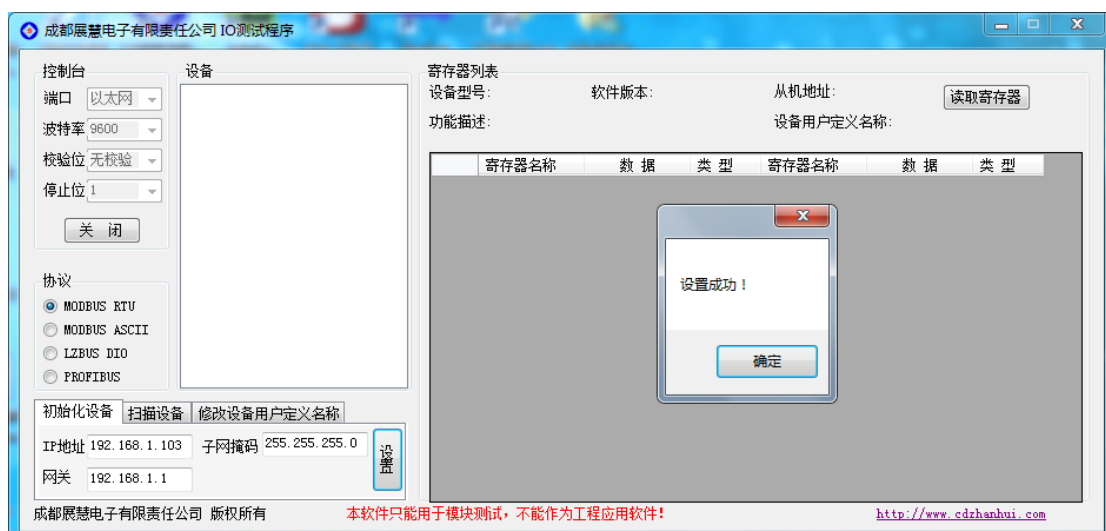 成都展慧电子有限责任公司 IO测试程序
控制台
端口 以太网
波特率 9600
校验位 无校验
停止位 1
关 闭
协议
MODBUS RTU
MODBUS ASCII
LZBUS DIO
PROFIBUS
设备
寄存器列表
设备型号: 软件版本: 从机地址: 读取寄存器
功能描述: 设备用户定义名称:
寄存器名称 数 据 类 型 寄存器名称 数 据 类 型
设置成功!
确定
初始化设备 扫描设备 修改设备用户定义名称
IP地址 192.168.1.103 子网掩码 255.255.255.0
网关 192.168.1.1
设置
成都展慧电子有限责任公司 版权所有 本软件只能用于模块测试，不能作为工程应用软件! http://www.cdzhanhui.com